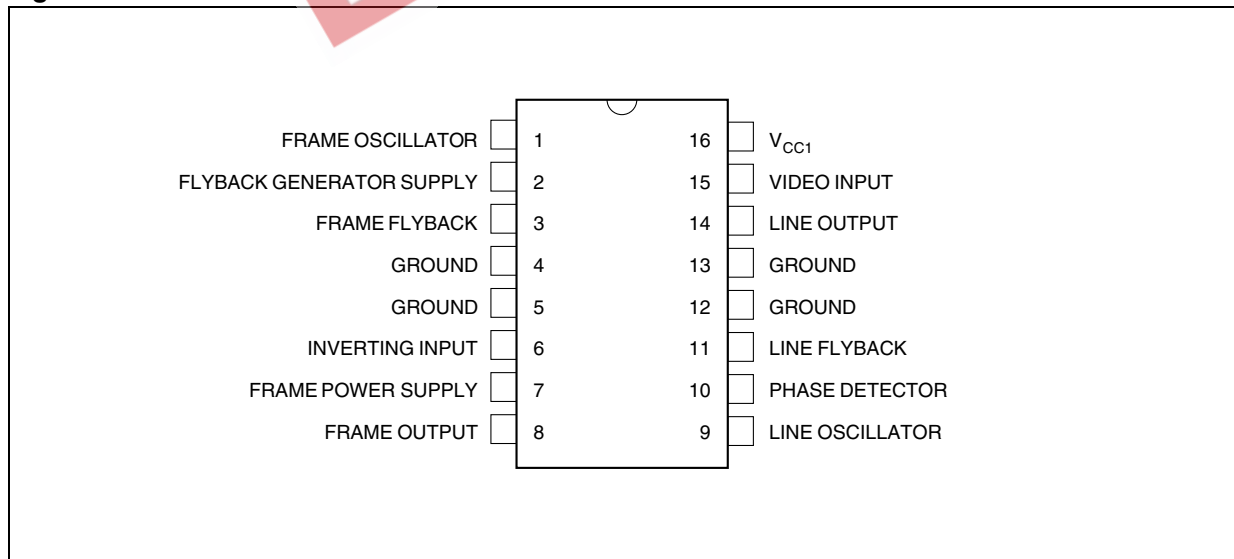 FRAME OSCILLATOR 1 16 VCC1
FLYBACK GENERATOR SUPPLY 2 15 VIDEO INPUT
FRAME FLYBACK 3 14 LINE OUTPUT
GROUND 4 13 GROUND
GROUND 5 12 GROUND
INVERTING INPUT 6 11 LINE FLYBACK
FRAME POWER SUPPLY 7 10 PHASE DETECTOR
FRAME OUTPUT 8 9 LINE OSCILLATOR